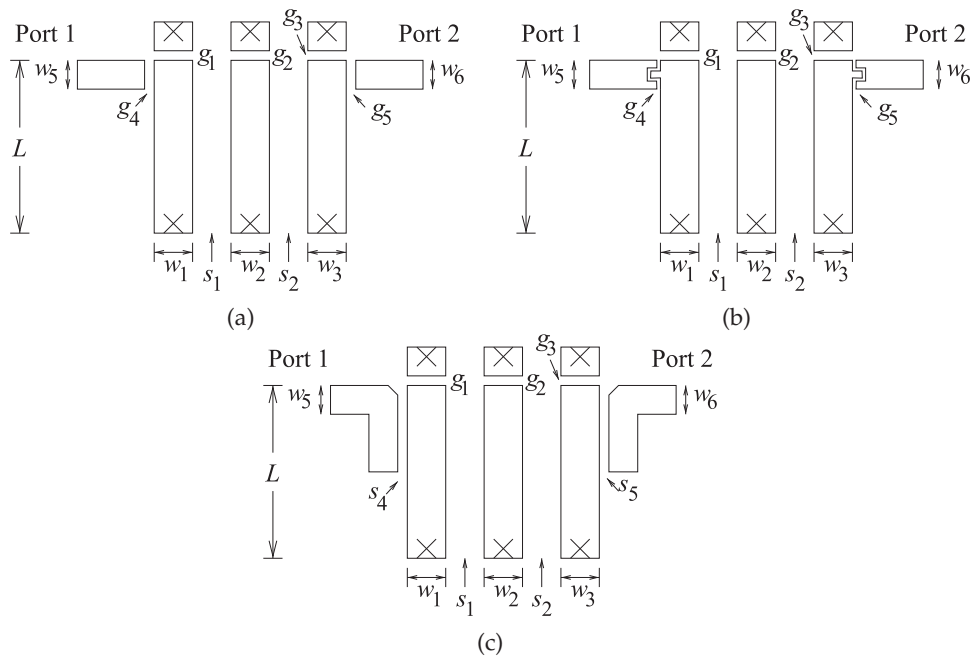 Port 1 g₃ Port 2
g₁ g₂
w₅ w₆
g₄ g₅
L
w₁ w₂ w₃
s₁ s₂
(a)
Port 1 g₃ Port 2
g₁ g₂
w₅ w₆
g₄ g₅
L
w₁ w₂ w₃
s₁ s₂
(b)
Port 1 g₃ Port 2
g₁ g₂
w₅ w₆
L
s₄ s₅
w₁ w₂ w₃
s₁ s₂
(c)